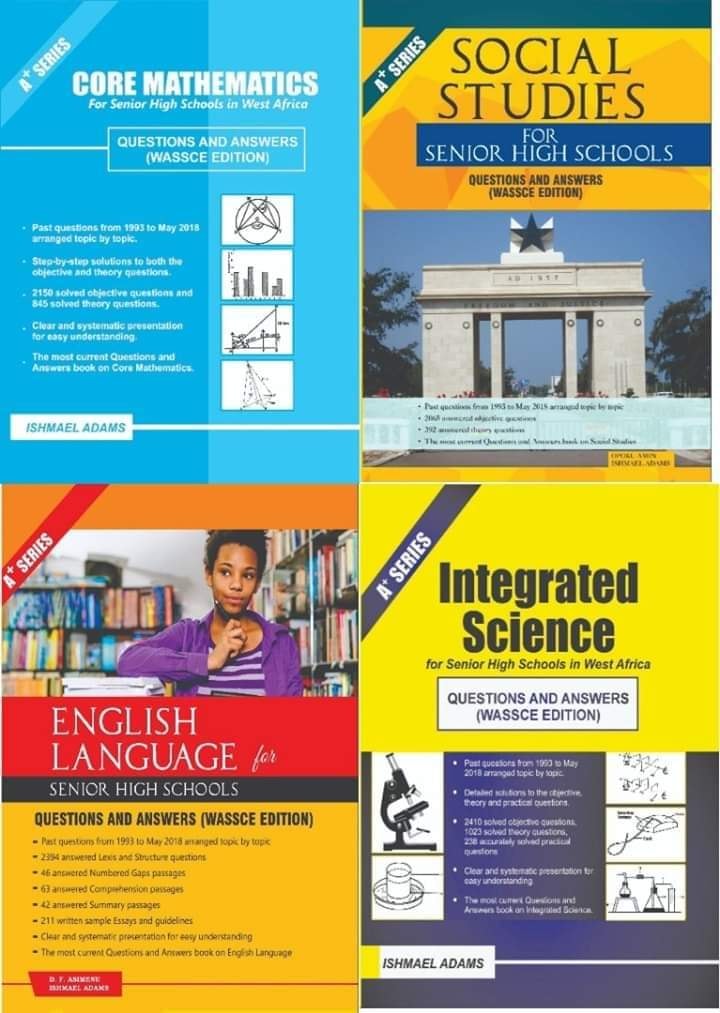 A+ SERIES
CORE MATHEMATICS
For Senior High Schools in West Africa
QUESTIONS AND ANSWERS
(WASSCE EDITION)
Past questions from 1993 to May 2018
arranged topic by topic.
Step-by-step solutions to both the
objective and theory questions.
2150 solved objective questions and
845 solved theory questions.
Clear and systematic presentation
for easy understanding.
The most current Questions and
Answers book on Core Mathematics.
ISHMAEL ADAMS
A+ SERIES
SOCIAL
STUDIES
FOR
SENIOR HIGH SCHOOLS
QUESTIONS AND ANSWERS
(WASSCE EDITION)
AD 1957
FREEDOM AND JUSTICE
• Past questions from 1993 to May 2018 arranged topic by topic
• answered objective questions
• 392 answered theory questions
• The most current Questions and Answers book on Social Studies
ISHMAEL ADAMS
A+ SERIES
ENGLISH
LANGUAGE for
SENIOR HIGH SCHOOLS
QUESTIONS AND ANSWERS (WASSCE EDITION)
Past questions from 1993 to May 2018 arranged topic by topic
2394 answered Lexis and Structure questions
46 answered Numbered Gaps passages
63 answered Comprehension passages
42 answered Summary passages
211 written sample Essays and guidelines
Clear and systematic presentation for easy understanding
The most current Questions and Answers book on English Language
D. F.
ISHMAEL ADAMS
A+ SERIES
Integrated
Science
for Senior High Schools in West Africa
QUESTIONS AND ANSWERS
(WASSCE EDITION)
• Past questions from 1993 to May
2018 arranged topic by topic.
• Detailed solutions to the objective,
theory and practical questions.
• 2410 solved objective questions,
1023 solved theory questions,
238 accurately solved practical
questions
• Clear and systematic presentation for
easy understanding.
• The most current Questions and
Answers book on Integrated Science.
ISHMAEL ADAMS